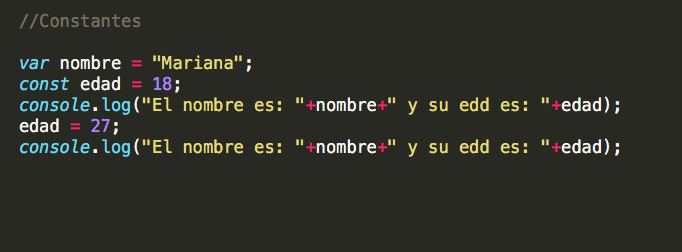 //Constantes
var nombre = "Mariana";
const edad = 18;
console.log("El nombre es: "+nombre+" y su edd es: "+edad);
edad = 27;
console.log("El nombre es: "+nombre+" y su edd es: "+edad);